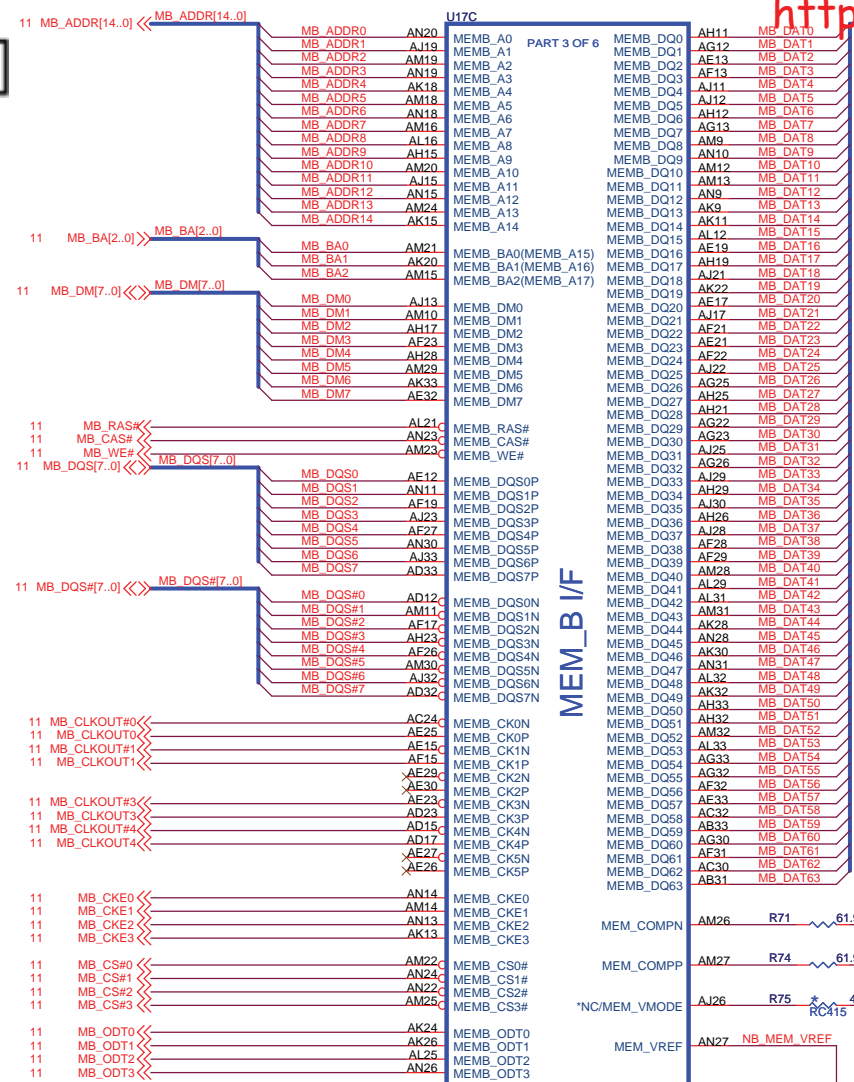 http
U17C
PART 3 OF 6
11 MB_ADDR[14..0] MB_ADDR[14..0]
MB_ADDR0 AN20 MEMB_A0
MB_ADDR1 AJ19 MEMB_A1
MB_ADDR2 AM19 MEMB_A2
MB_ADDR3 AN19 MEMB_A3
MB_ADDR4 AK18 MEMB_A4
MB_ADDR5 AM18 MEMB_A5
MB_ADDR6 AN18 MEMB_A6
MB_ADDR7 AM16 MEMB_A7
MB_ADDR8 AL16 MEMB_A8
MB_ADDR9 AH15 MEMB_A9
MB_ADDR10 AM20 MEMB_A10
MB_ADDR11 AJ15 MEMB_A11
MB_ADDR12 AN15 MEMB_A12
MB_ADDR13 AM24 MEMB_A13
MB_ADDR14 AK15 MEMB_A14
11 MB_BA[2..0] MB_BA[2..0]
MB_BA0 AM21 MEMB_BA0(MEMB_A15)
MB_BA1 AK20 MEMB_BA1(MEMB_A16)
MB_BA2 AM15 MEMB_BA2(MEMB_A17)
11 MB_DM[7..0] MB_DM[7..0]
MB_DM0 AJ13 MEMB_DM0
MB_DM1 AM10 MEMB_DM1
MB_DM2 AH17 MEMB_DM2
MB_DM3 AF23 MEMB_DM3
MB_DM4 AH28 MEMB_DM4
MB_DM5 AM29 MEMB_DM5
MB_DM6 AK33 MEMB_DM6
MB_DM7 AE32 MEMB_DM7
11 MB_RAS# AL21 MEMB_RAS#
11 MB_CAS# AN23 MEMB_CAS#
11 MB_WE# AM23 MEMB_WE#
11 MB_DQS[7..0] MB_DQS[7..0]
MB_DQS0 AE12 MEMB_DQS0P
MB_DQS1 AN11 MEMB_DQS1P
MB_DQS2 AF19 MEMB_DQS2P
MB_DQS3 AJ23 MEMB_DQS3P
MB_DQS4 AF27 MEMB_DQS4P
MB_DQS5 AN30 MEMB_DQS5P
MB_DQS6 AJ33 MEMB_DQS6P
MB_DQS7 AD33 MEMB_DQS7P
11 MB_DQS#[7..0] MB_DQS#[7..0]
MB_DQS#0 AD12 MEMB_DQS0N
MB_DQS#1 AM11 MEMB_DQS1N
MB_DQS#2 AF17 MEMB_DQS2N
MB_DQS#3 AH23 MEMB_DQS3N
MB_DQS#4 AF26 MEMB_DQS4N
MB_DQS#5 AM30 MEMB_DQS5N
MB_DQS#6 AJ32 MEMB_DQS6N
MB_DQS#7 AD32 MEMB_DQS7N
11 MB_CLKOUT#0 AC24 MEMB_CK0N
11 MB_CLKOUT0 AE25 MEMB_CK0P
11 MB_CLKOUT#1 AE15 MEMB_CK1N
11 MB_CLKOUT1 AF15 MEMB_CK1P
AE29 MEMB_CK2N
AE30 MEMB_CK2P
11 MB_CLKOUT#3 AE23 MEMB_CK3N
11 MB_CLKOUT3 AD23 MEMB_CK3P
11 MB_CLKOUT#4 AD15 MEMB_CK4N
11 MB_CLKOUT4 AD17 MEMB_CK4P
AE27 MEMB_CK5N
AE26 MEMB_CK5P
11 MB_CKE0 AN14 MEMB_CKE0
11 MB_CKE1 AM14 MEMB_CKE1
11 MB_CKE2 AN13 MEMB_CKE2
11 MB_CKE3 AK13 MEMB_CKE3
11 MB_CS#0 AM22 MEMB_CS0#
11 MB_CS#1 AN24 MEMB_CS1#
11 MB_CS#2 AN22 MEMB_CS2#
11 MB_CS#3 AM25 MEMB_CS3#
11 MB_ODT0 AK24 MEMB_ODT0
11 MB_ODT1 AK26 MEMB_ODT1
11 MB_ODT2 AL25 MEMB_ODT2
11 MB_ODT3 AN26 MEMB_ODT3
MEM_B I/F
MEMB_DQ0 AH11 MB_DAT0
MEMB_DQ1 AG12 MB_DAT1
MEMB_DQ2 AE13 MB_DAT2
MEMB_DQ3 AF13 MB_DAT3
MEMB_DQ4 AJ11 MB_DAT4
MEMB_DQ5 AJ12 MB_DAT5
MEMB_DQ6 AH12 MB_DAT6
MEMB_DQ7 AG13 MB_DAT7
MEMB_DQ8 AM9 MB_DAT8
MEMB_DQ9 AN10 MB_DAT9
MEMB_DQ10 AM12 MB_DAT10
MEMB_DQ11 AM13 MB_DAT11
MEMB_DQ12 AN9 MB_DAT12
MEMB_DQ13 AK9 MB_DAT13
MEMB_DQ14 AK11 MB_DAT14
MEMB_DQ15 AL12 MB_DAT15
MEMB_DQ16 AE19 MB_DAT16
MEMB_DQ17 AH19 MB_DAT17
MEMB_DQ18 AJ21 MB_DAT18
MEMB_DQ19 AK22 MB_DAT19
MEMB_DQ20 AE17 MB_DAT20
MEMB_DQ21 AJ17 MB_DAT21
MEMB_DQ22 AF21 MB_DAT22
MEMB_DQ23 AE21 MB_DAT23
MEMB_DQ24 AF22 MB_DAT24
MEMB_DQ25 AJ22 MB_DAT25
MEMB_DQ26 AG25 MB_DAT26
MEMB_DQ27 AH25 MB_DAT27
MEMB_DQ28 AH21 MB_DAT28
MEMB_DQ29 AG22 MB_DAT29
MEMB_DQ30 AG23 MB_DAT30
MEMB_DQ31 AJ25 MB_DAT31
MEMB_DQ32 AG26 MB_DAT32
MEMB_DQ33 AJ29 MB_DAT33
MEMB_DQ34 AH29 MB_DAT34
MEMB_DQ35 AJ30 MB_DAT35
MEMB_DQ36 AH26 MB_DAT36
MEMB_DQ37 AJ28 MB_DAT37
MEMB_DQ38 AF28 MB_DAT38
MEMB_DQ39 AF29 MB_DAT39
MEMB_DQ40 AM28 MB_DAT40
MEMB_DQ41 AL29 MB_DAT41
MEMB_DQ42 AL31 MB_DAT42
MEMB_DQ43 AM31 MB_DAT43
MEMB_DQ44 AK28 MB_DAT44
MEMB_DQ45 AN28 MB_DAT45
MEMB_DQ46 AK30 MB_DAT46
MEMB_DQ47 AN31 MB_DAT47
MEMB_DQ48 AL32 MB_DAT48
MEMB_DQ49 AK32 MB_DAT49
MEMB_DQ50 AH33 MB_DAT50
MEMB_DQ51 AH32 MB_DAT51
MEMB_DQ52 AM32 MB_DAT52
MEMB_DQ53 AL33 MB_DAT53
MEMB_DQ54 AG33 MB_DAT54
MEMB_DQ55 AG32 MB_DAT55
MEMB_DQ56 AF32 MB_DAT56
MEMB_DQ57 AE33 MB_DAT57
MEMB_DQ58 AC32 MB_DAT58
MEMB_DQ59 AB33 MB_DAT59
MEMB_DQ60 AG30 MB_DAT60
MEMB_DQ61 AF31 MB_DAT61
MEMB_DQ62 AC30 MB_DAT62
MEMB_DQ63 AB31 MB_DAT63
MEM_COMPN AM26 R71 61.
MEM_COMPP AM27 R74 61.
*NC/MEM_VMODE AJ26 R75 * 4
RC415
MEM_VREF AN27 NB_MEM_VREF